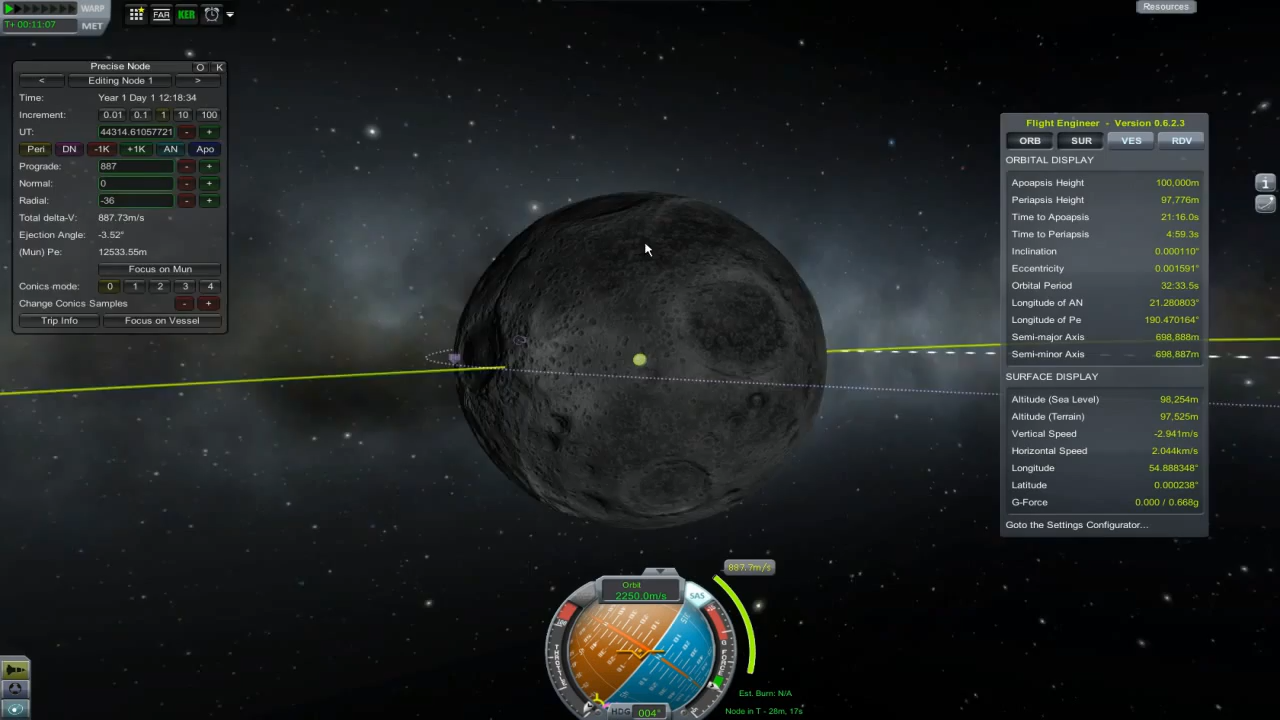 WARP
T+ 00:11:07
MET
FAR
KER
Resources
Precise Node
O K
< Editing Node 1 >
Time: Year 1 Day 1 12:18:34
Increment: 0.01 0.1 1 10 100
UT: 44314.61057721 - +
Peri DN -1K +1K AN Apo
Prograde: 887 - +
Normal: 0 - +
Radial: -36 - +
Total delta-V: 887.73m/s
Ejection Angle: -3.52°
(Mun) Pe: 12533.55m
Focus on Mun
Conics mode: 0 1 2 3 4
Change Conics Samples - +
Trip Info Focus on Vessel
Flight Engineer - Version 0.6.2.3
ORB SUR VES RDV
ORBITAL DISPLAY
Apoapsis Height 100,000m
Periapsis Height 97,776m
Time to Apoapsis 21:16.0s
Time to Periapsis 4:59.3s
Inclination 0.000110°
Eccentricity 0.001591°
Orbital Period 32:33.5s
Longitude of AN 21.280803°
Longitude of Pe 190.470164°
Semi-major Axis 698,888m
Semi-minor Axis 698,887m
SURFACE DISPLAY
Altitude (Sea Level) 98,254m
Altitude (Terrain) 97,525m
Vertical Speed -2.941m/s
Horizontal Speed 2.044km/s
Longitude 54.888348°
Latitude 0.000238°
G-Force 0.000 / 0.668g
Goto the Settings Configurator...
887.7m/s
Orbit
2250.0m/s
SAS
HDG 004°
Est. Burn: N/A
Node in T - 28m, 17s